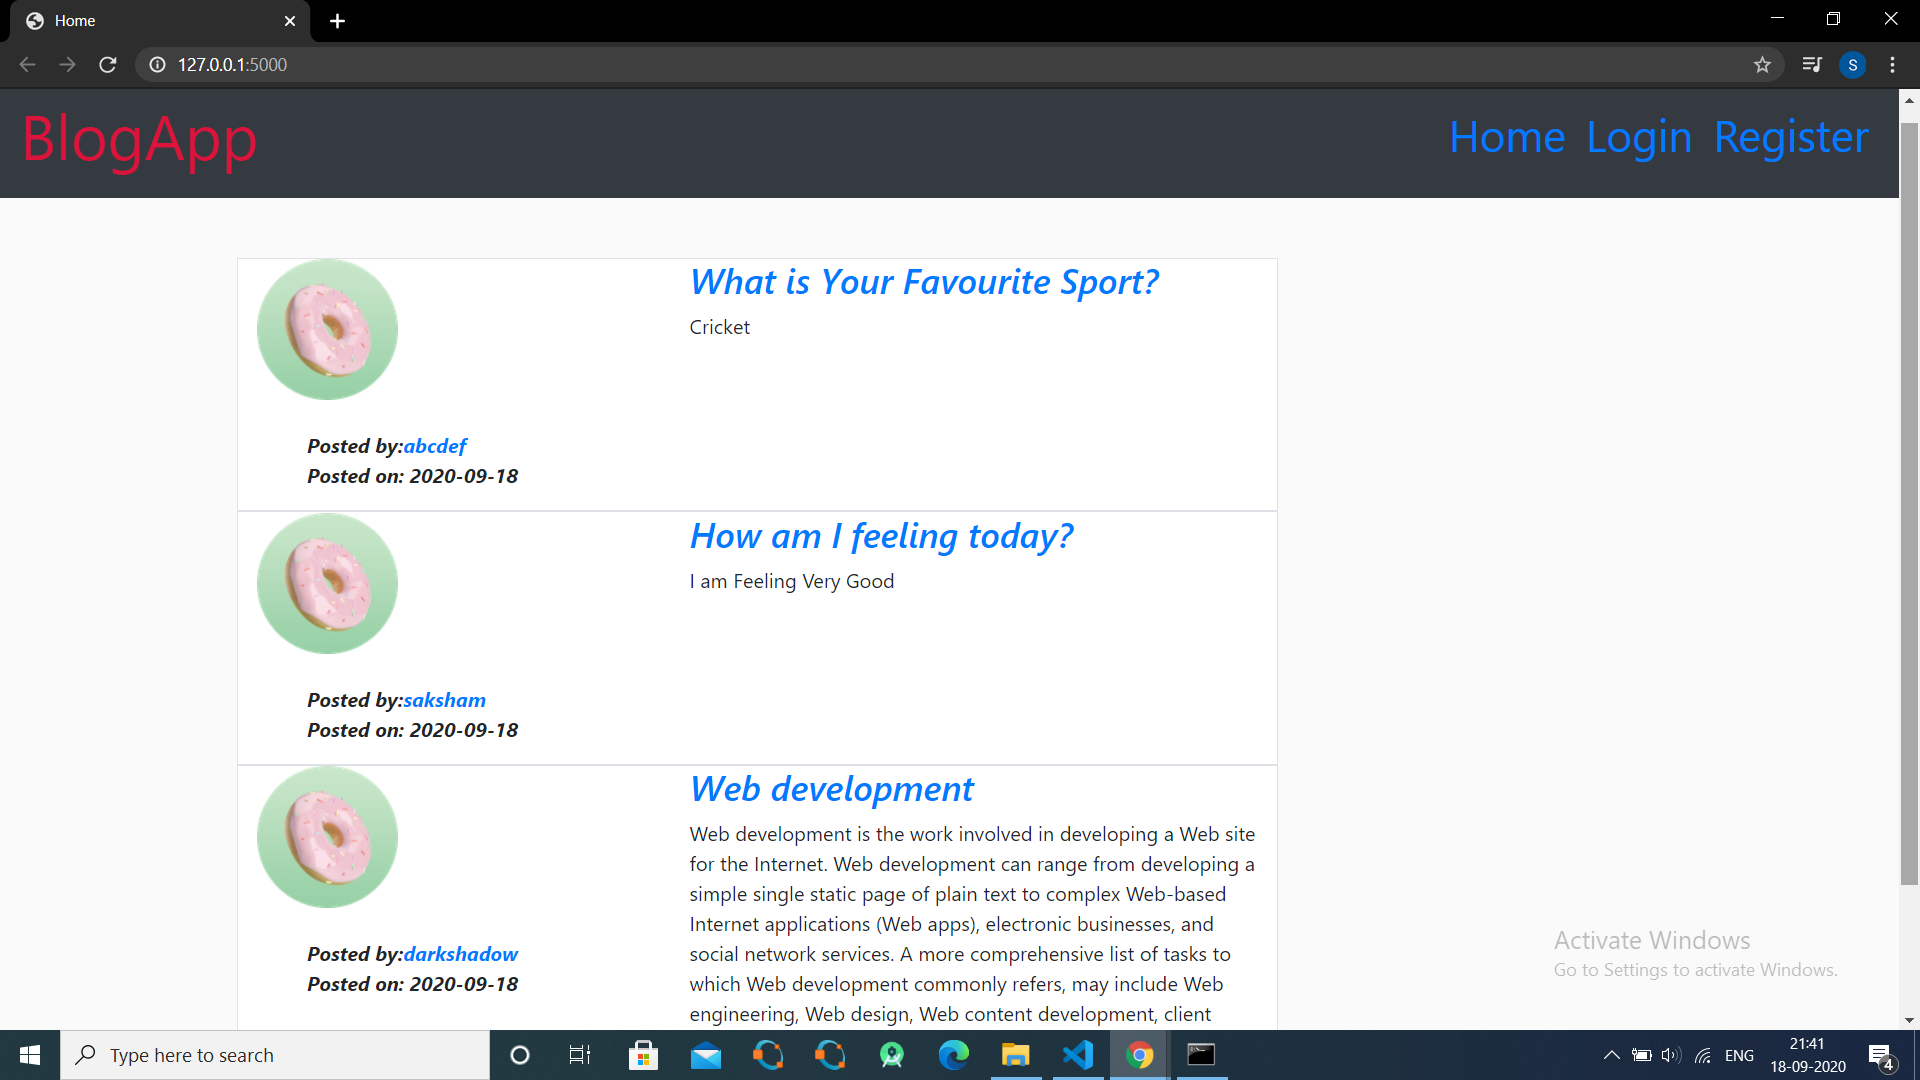 Home
127.0.0.1:5000
S
BlogApp
Home Login Register
What is Your Favourite Sport?
Cricket
Posted by:abcdef
Posted on: 2020-09-18
How am I feeling today?
I am Feeling Very Good
Posted by:saksham
Posted on: 2020-09-18
Web development
Web development is the work involved in developing a Web site
for the Internet. Web development can range from developing a
simple single static page of plain text to complex Web-based
Internet applications (Web apps), electronic businesses, and
social network services. A more comprehensive list of tasks to
which Web development commonly refers, may include Web
engineering, Web design, Web content development, client
Posted by:darkshadow
Posted on: 2020-09-18
Activate Windows
Go to Settings to activate Windows.
Type here to search
ENG
21:41
18-09-2020
4